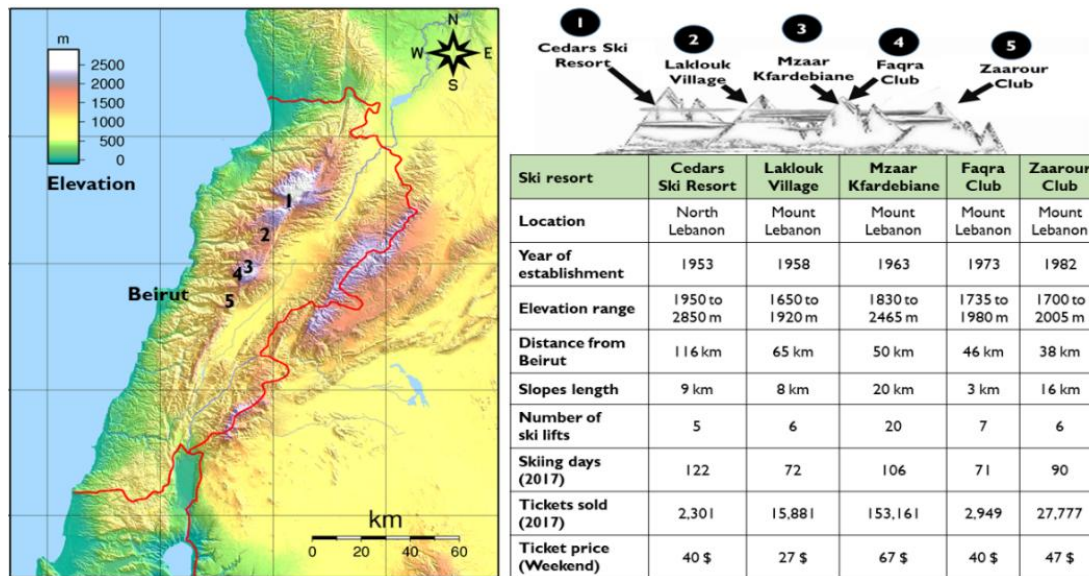 m
2500
2000
1500
1000
500
0
Elevation
N
W E
S
1
2
3
4
5
Beirut
km
0 20 40 60
1
Cedars Ski
Resort
2
Laklouk
Village
3
Mzaar
Kfardebiane
4
Faqra
Club
5
Zaarour
Club
Ski resort
Cedars
Ski Resort
Laklouk
Village
Mzaar
Kfardebiane
Faqra
Club
Zaarour
Club
Location
North
Lebanon
Mount
Lebanon
Mount
Lebanon
Mount
Lebanon
Mount
Lebanon
Year of
establishment
1953 1958 1963 1973 1982
Elevation range
1950 to
2850 m
1650 to
1920 m
1830 to
2465 m
1735 to
1980 m
1700 to
2005 m
Distance from
Beirut
116 km 65 km 50 km 46 km 38 km
Slopes length 9 km 8 km 20 km 3 km 16 km
Number of
ski lifts
5 6 20 7 6
Skiing days
(2017)
122 72 106 71 90
Tickets sold
(2017)
2,301 15,881 153,161 2,949 27,777
Ticket price
(Weekend)
40 $ 27 $ 67 $ 40 $ 47 $